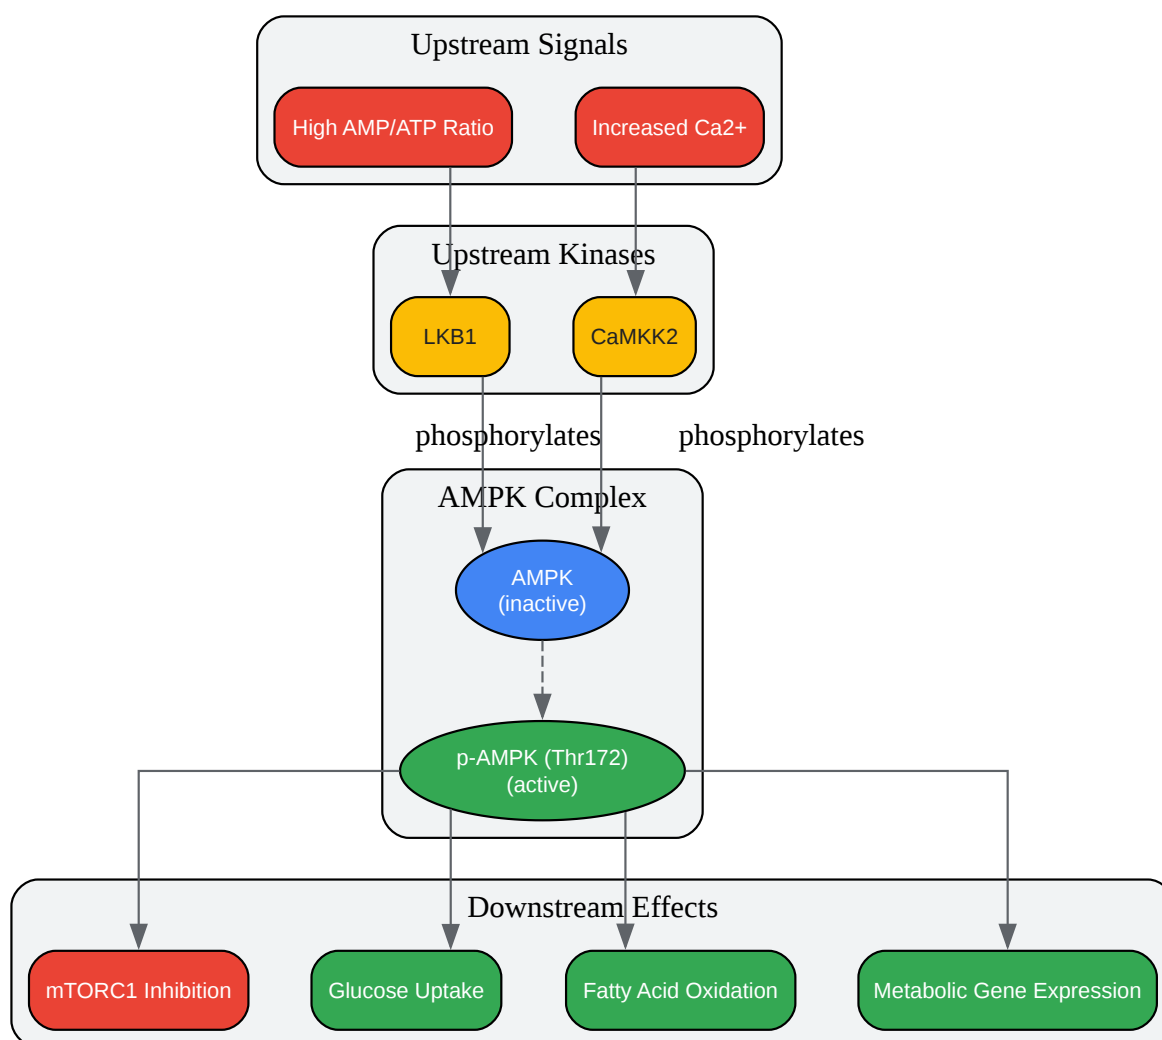 Upstream Signals
High AMP/ATP Ratio
Increased Ca2+
Upstream Kinases
LKB1
CaMKK2
phosphorylates
phosphorylates
AMPK Complex
AMPK
(inactive)
p-AMPK (Thr172)
(active)
Downstream Effects
mTORC1 Inhibition
Glucose Uptake
Fatty Acid Oxidation
Metabolic Gene Expression